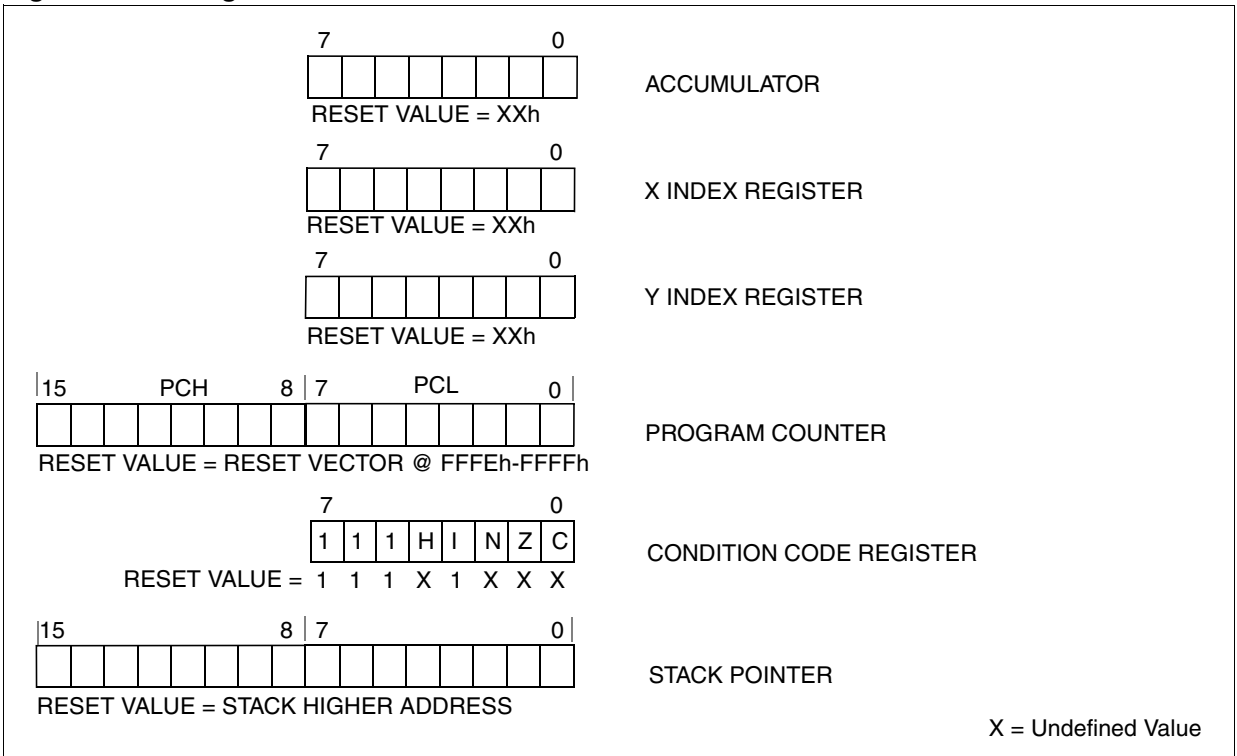 7 0
ACCUMULATOR
RESET VALUE = XXh
7 0
X INDEX REGISTER
RESET VALUE = XXh
7 0
Y INDEX REGISTER
RESET VALUE = XXh
15 PCH 8 7 PCL 0
PROGRAM COUNTER
RESET VALUE = RESET VECTOR @ FFFEh-FFFFh
7 0
1 1 1 H I N Z C
CONDITION CODE REGISTER
RESET VALUE = 1 1 1 X 1 X X X
15 8 7 0
STACK POINTER
RESET VALUE = STACK HIGHER ADDRESS
X = Undefined Value